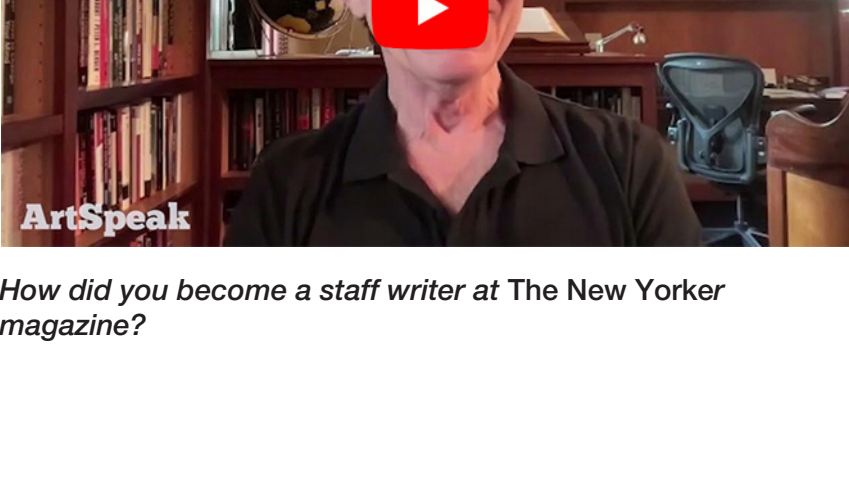 ArtSpeak
How did you become a staff writer at The New Yorker
magazine?